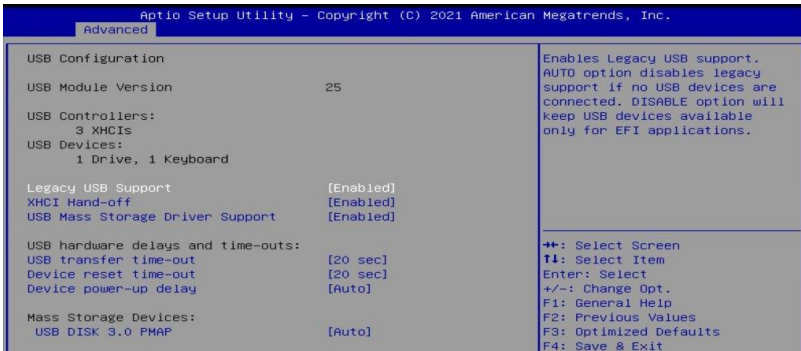 Aptio Setup Utility – Copyright (C) 2021 American Megatrends, Inc.
Advanced
USB Configuration
USB Module Version 25
USB Controllers:
3 XHCIs
USB Devices:
1 Drive, 1 Keyboard
Legacy USB Support [Enabled]
XHCI Hand-off [Enabled]
USB Mass Storage Driver Support [Enabled]
USB hardware delays and time-outs:
USB transfer time-out [20 sec]
Device reset time-out [20 sec]
Device power-up delay [Auto]
Mass Storage Devices:
USB DISK 3.0 PMAP [Auto]
Enables Legacy USB support.
AUTO option disables legacy
support if no USB devices are
connected. DISABLE option will
keep USB devices available
only for EFI applications.
→←: Select Screen
↑↓: Select Item
Enter: Select
+/-: Change Opt.
F1: General Help
F2: Previous Values
F3: Optimized Defaults
F4: Save & Exit